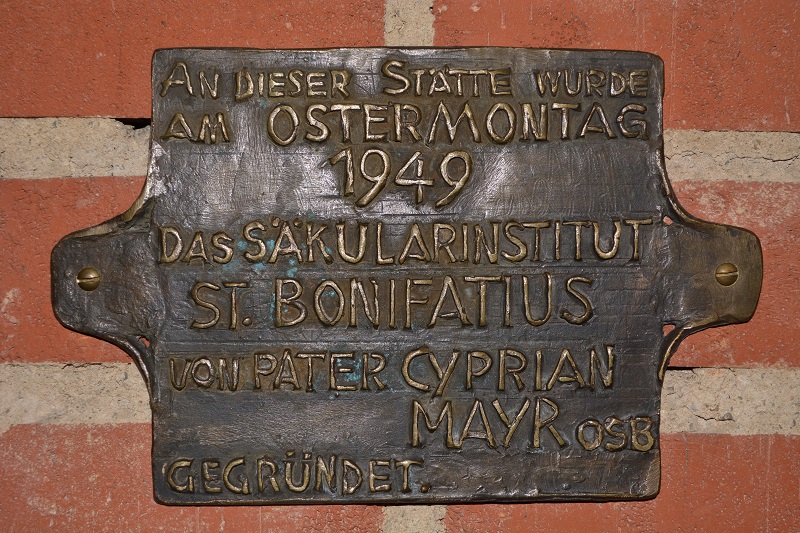 AN DIESER STÄTTE WURDE
AM OSTERMONTAG
1949
DAS SÄKULARINSTITUT
ST. BONIFATIUS
VON PATER CYPRIAN
MAYR OSB
GEGRÜNDET.